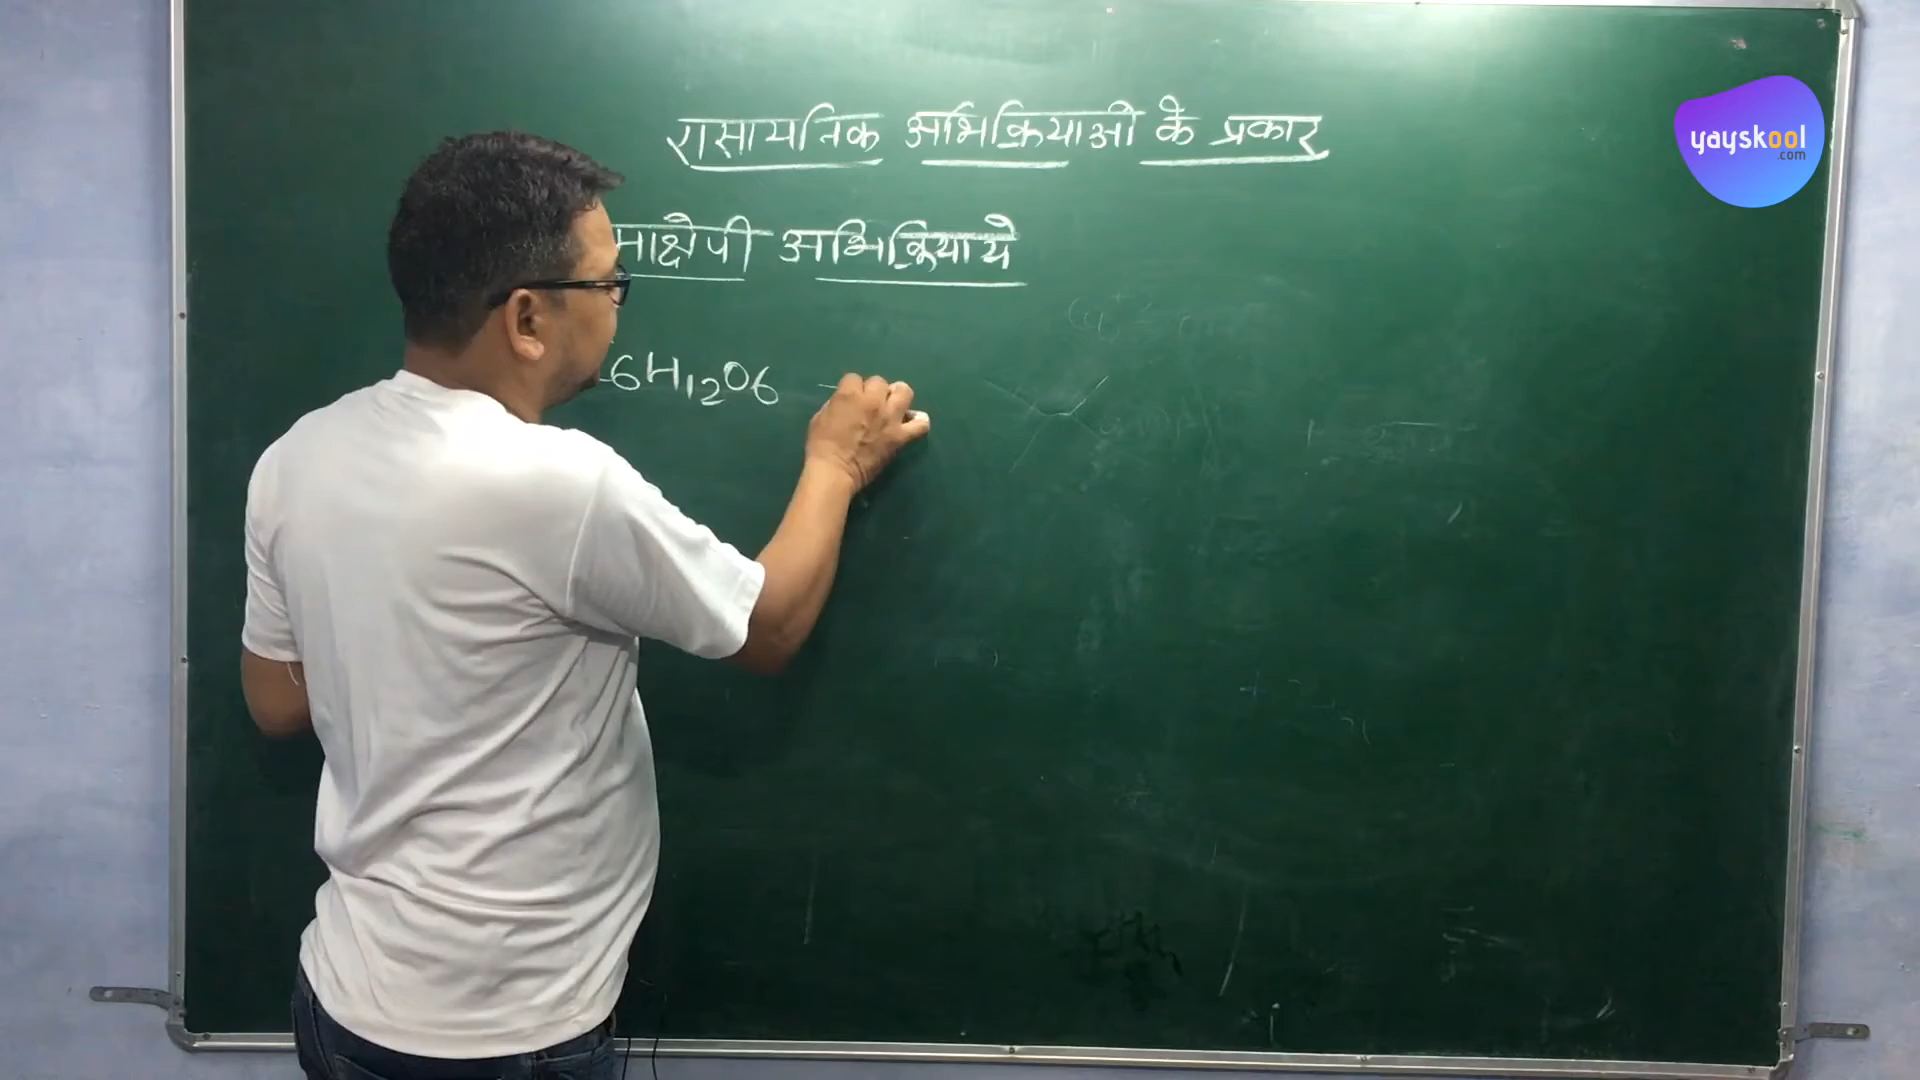 रासायनिक अभिक्रियाओ के प्रकार
माक्षेपी अभिक्रियाये
6H12O6
yayskool
.com